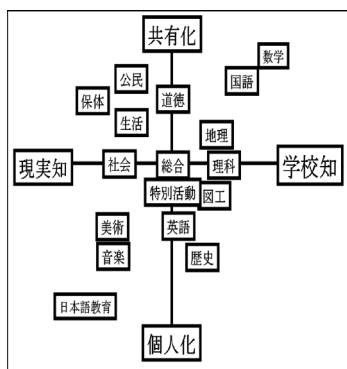 共有化
数学
国語
公民
保体
道徳
生活
地理
現実知
社会
総合
理科
学校知
特別活動
図工
美術
英語
音楽
歴史
日本語教育
個人化